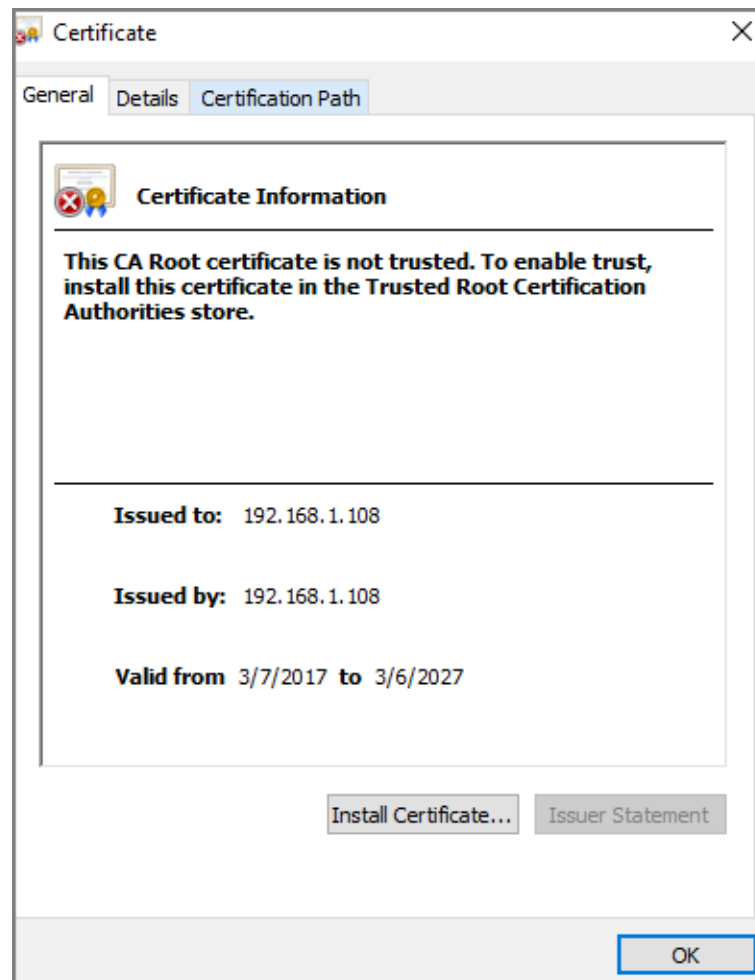 Certificate
General Details Certification Path
Certificate Information
This CA Root certificate is not trusted. To enable trust,
install this certificate in the Trusted Root Certification
Authorities store.
Issued to: 192.168.1.108
Issued by: 192.168.1.108
Valid from 3/7/2017 to 3/6/2027
Install Certificate... Issuer Statement
OK